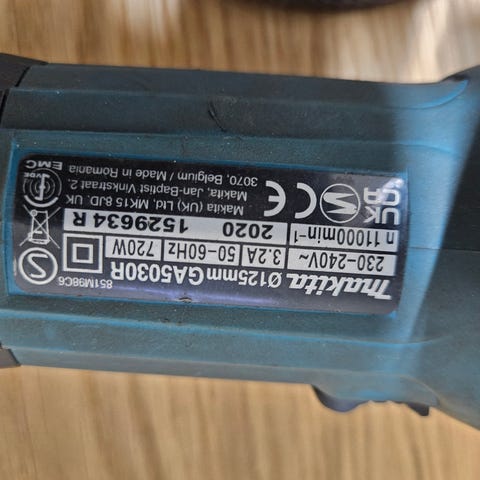 makita Ø125mm GA5030R
230-240V~ 3.2A 50-60Hz 720W
n 11000min⁻¹ 2020 1529634 R
Makita (UK) Ltd, MK15 8JD, UK
Makita, Jan-Baptist Vinkstraat 2,
3070, Belgium / Made in Romania
UK CA
CE
EMC
851M98C6